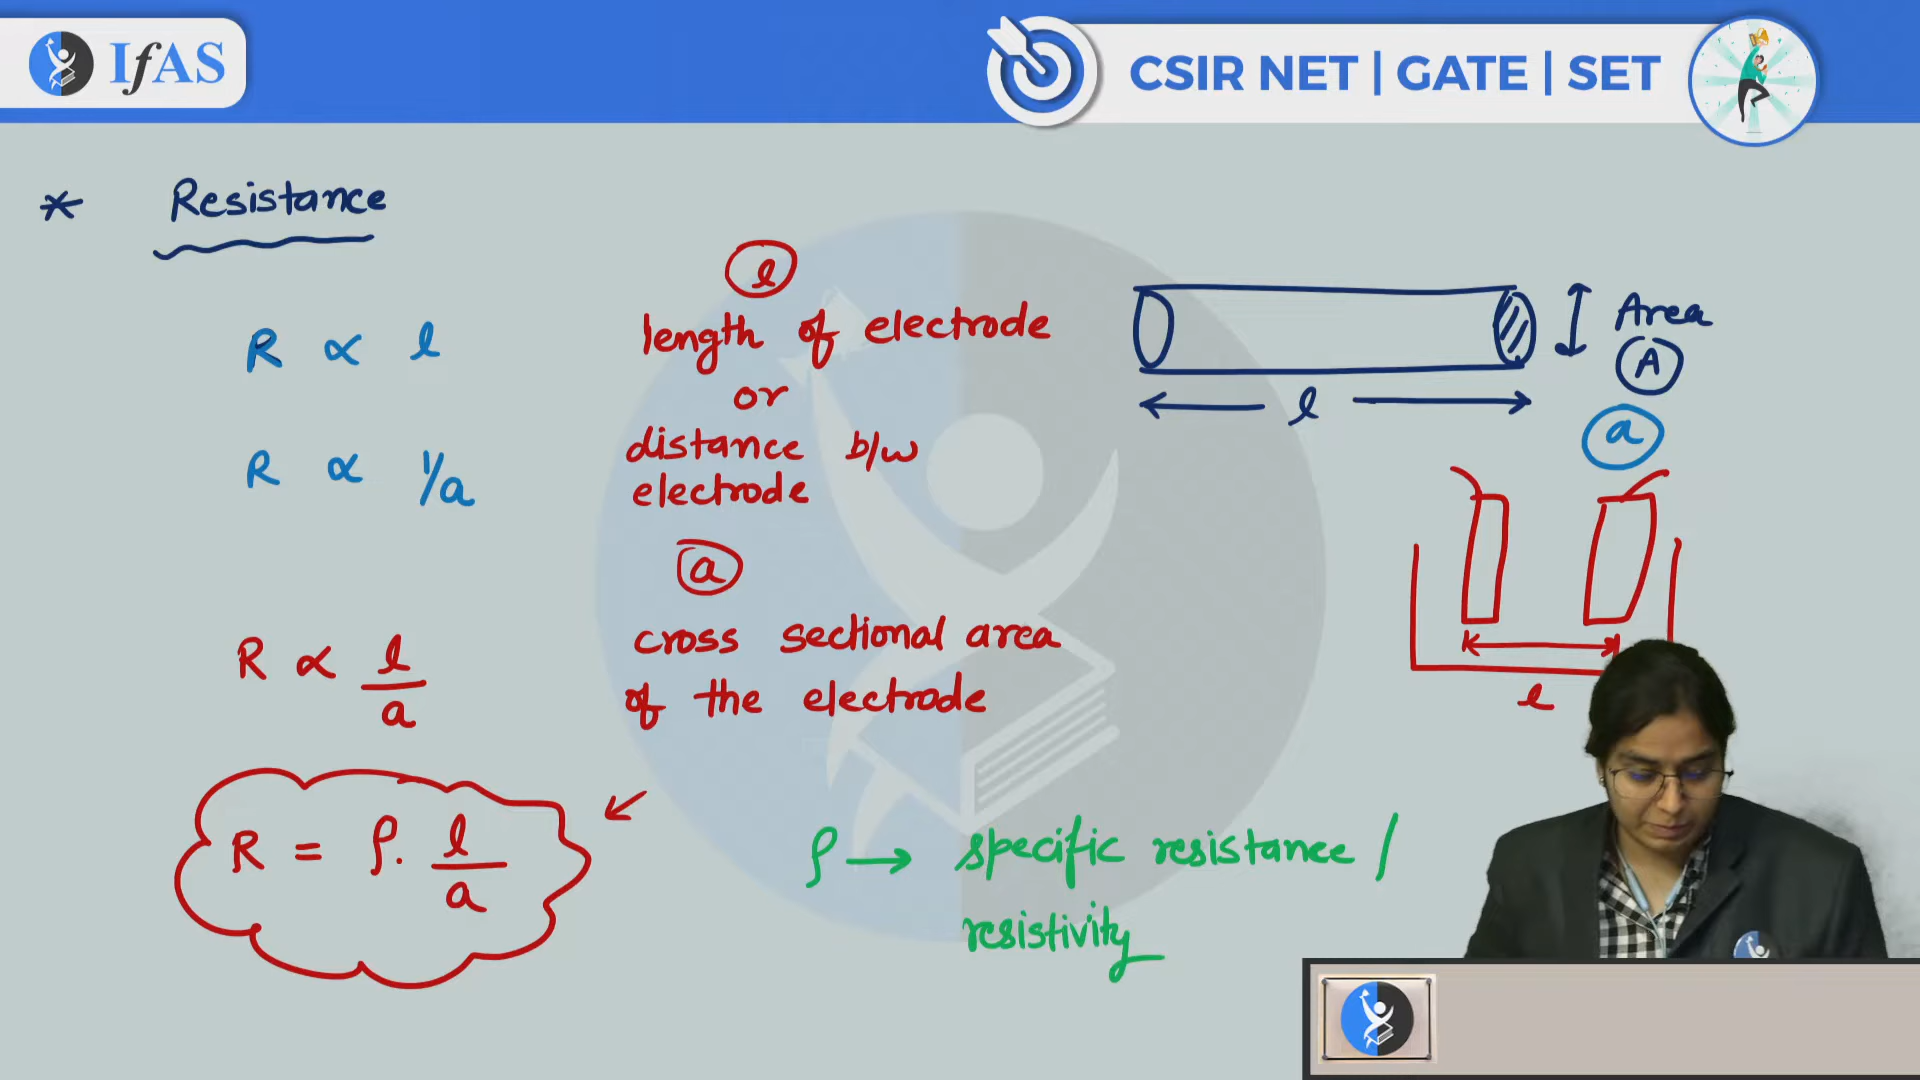 IfAS
CSIR NET | GATE | SET
* Resistance
R ∝ l
R ∝ 1/a
R ∝ l/a
R = ρ. l/a
l
length of electrode
or
distance b/w
electrode
a
cross sectional area
of the electrode
ρ → specific resistance /
resistivity
Area
A
a
l
l